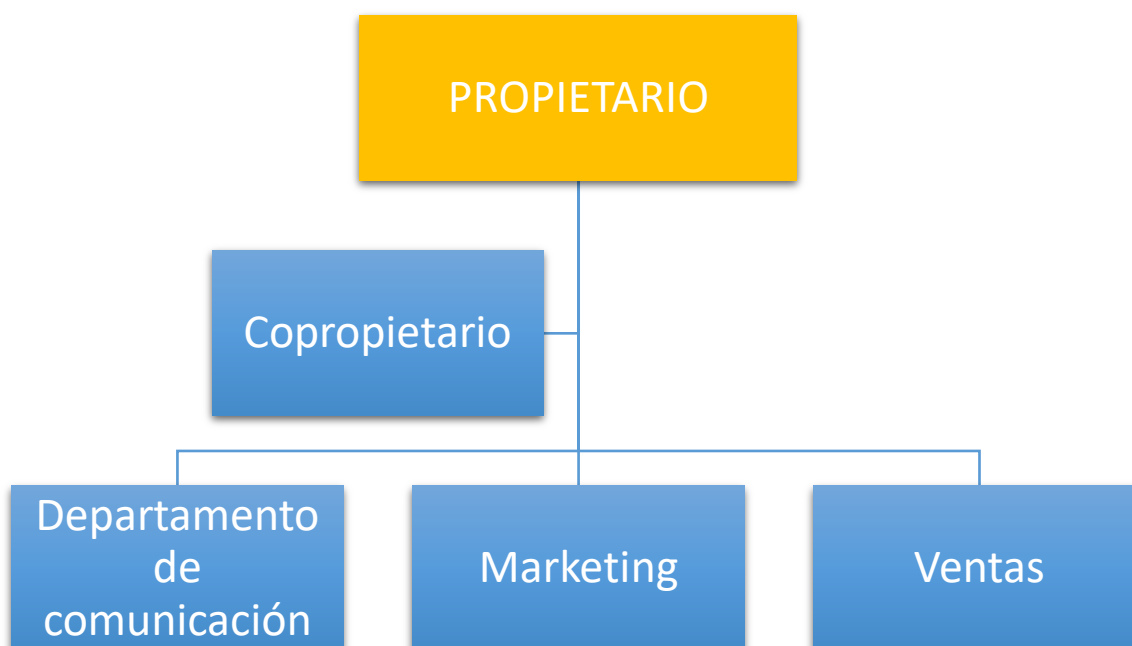 PROPIETARIO
Copropietario
Departamento
de
comunicación
Marketing
Ventas